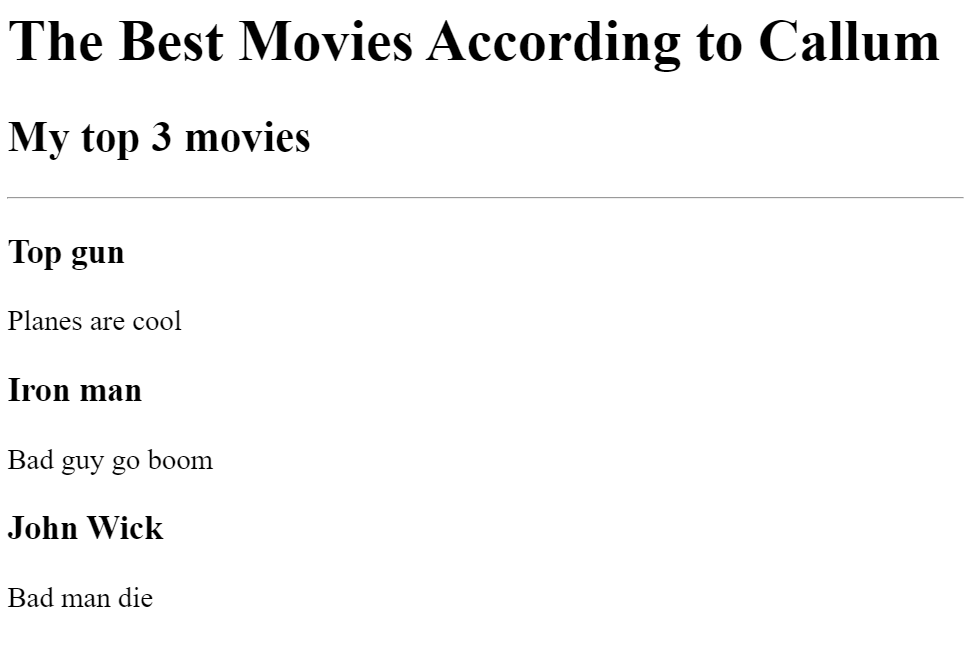 The Best Movies According to Callum
My top 3 movies
Top gun
Planes are cool
Iron man
Bad guy go boom
John Wick
Bad man die